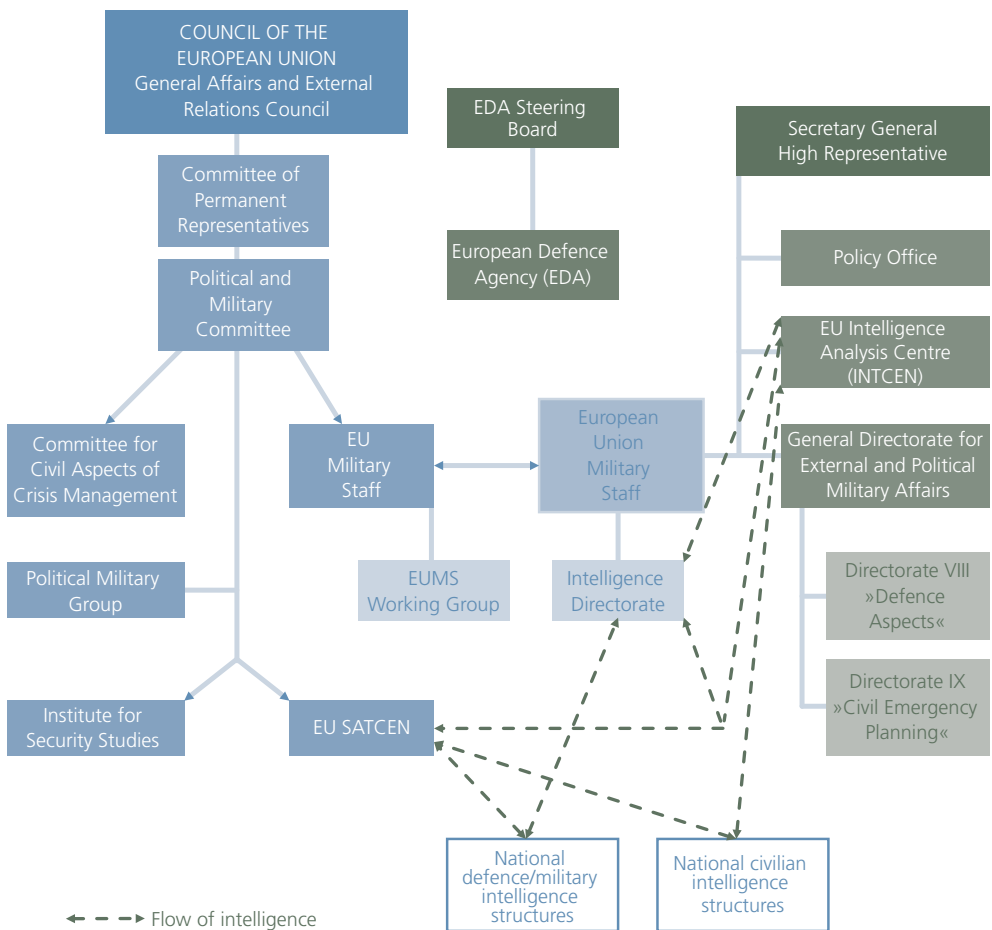 COUNCIL OF THE
EUROPEAN UNION
General Affairs and External
Relations Council
Committee of
Permanent
Representatives
Political and
Military
Committee
Committee for
Civil Aspects of
Crisis Management
EU
Military
Staff
EUMS
Working Group
Political Military
Group
Institute for
Security Studies
EU SATCEN
EDA Steering
Board
European Defence
Agency (EDA)
European
Union
Military
Staff
Intelligence
Directorate
Secretary General
High Representative
Policy Office
EU Intelligence
Analysis Centre
(INTCEN)
General Directorate for
External and Political
Military Affairs
Directorate VIII
»Defence
Aspects«
Directorate IX
»Civil Emergency
Planning«
National
defence/military
intelligence
structures
National civilian
intelligence
structures
Flow of intelligence